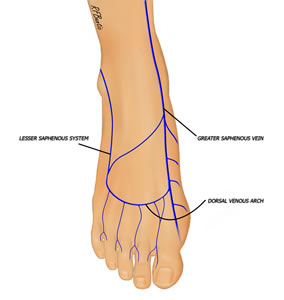 LESSER SAPHENOUS SYSTEM
GREATER SAPHENOUS VEIN
DORSAL VENOUS ARCH